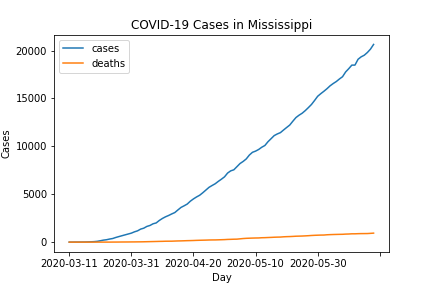 COVID-19 Cases in Mississippi
cases
deaths
20000
15000
10000
5000
0
Cases
2020-03-11 2020-03-31 2020-04-20 2020-05-10 2020-05-30
Day